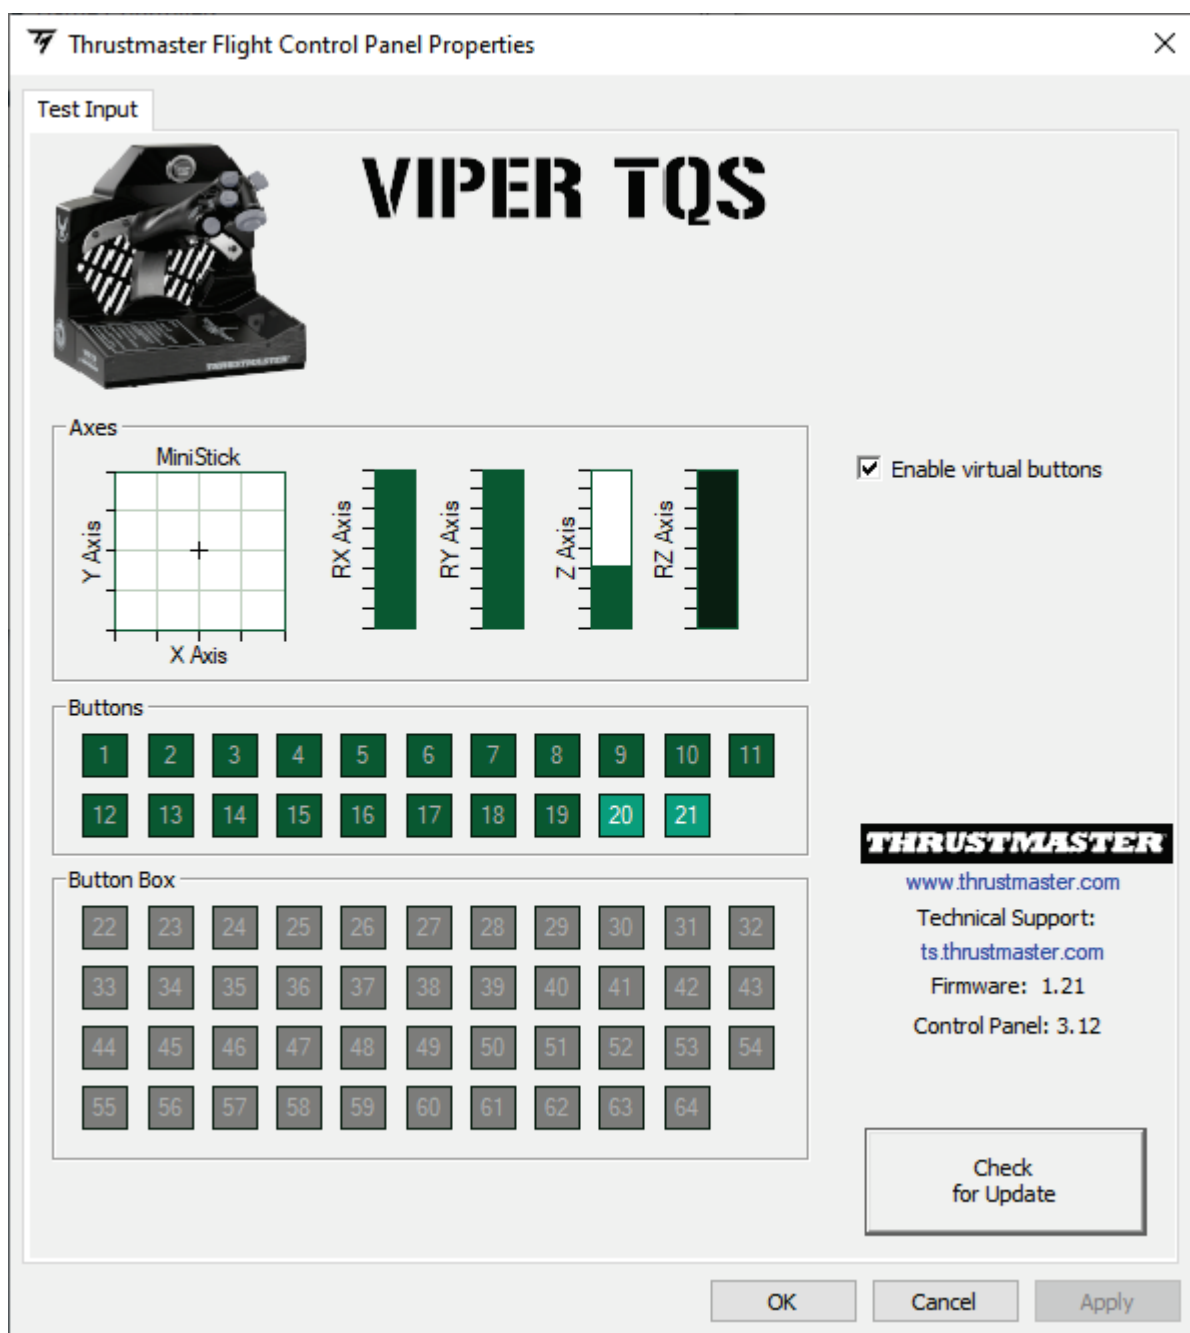 Thrustmaster Flight Control Panel Properties
Test Input
VIPER TQS
THRUSTMASTER
Axes
MiniStick
Y Axis
X Axis
RX Axis
RY Axis
Z Axis
RZ Axis
Enable virtual buttons
Buttons
1 2 3 4 5 6 7 8 9 10 11
12 13 14 15 16 17 18 19 20 21
Button Box
22 23 24 25 26 27 28 29 30 31 32
33 34 35 36 37 38 39 40 41 42 43
44 45 46 47 48 49 50 51 52 53 54
55 56 57 58 59 60 61 62 63 64
THRUSTMASTER
www.thrustmaster.com
Technical Support:
ts.thrustmaster.com
Firmware: 1.21
Control Panel: 3.12
Check
for Update
OK
Cancel
Apply